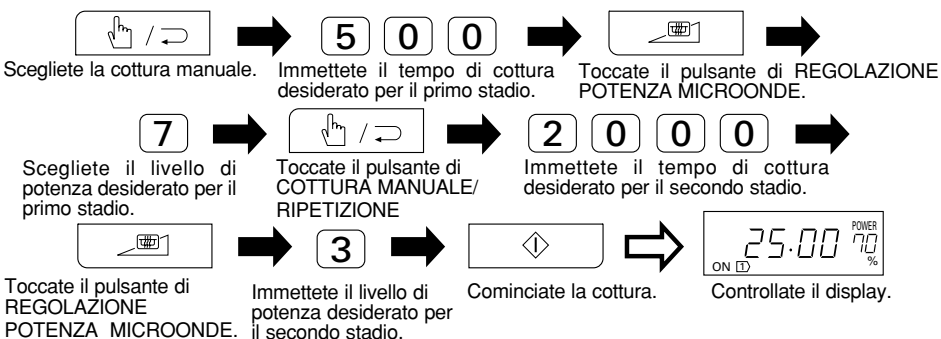 5 0 0
Scegliete la cottura manuale.
Immettete il tempo di cottura
desiderato per il primo stadio.
Toccate il pulsante di REGOLAZIONE
POTENZA MICROONDE.
7
Scegliete il livello di
potenza desiderato per il
primo stadio.
Toccate il pulsante di
COTTURA MANUALE/
RIPETIZIONE
2 0 0 0
Immettete il tempo di cottura
desiderato per il secondo stadio.
Toccate il pulsante di
REGOLAZIONE
POTENZA MICROONDE.
3
Immettete il livello di
potenza desiderato per
il secondo stadio.
Cominciate la cottura.
25.00 POWER 70 %
ON 1
Controllate il display.